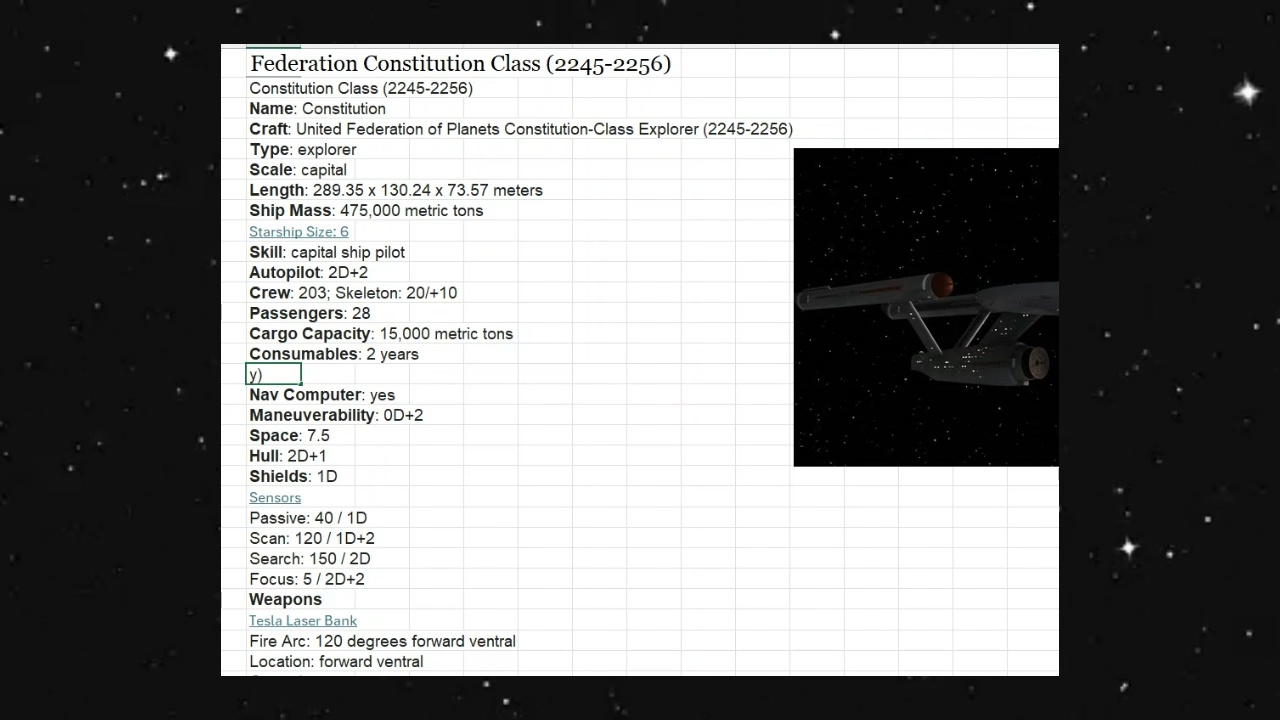 Federation Constitution Class (2245-2256)
Constitution Class (2245-2256)
Name: Constitution
Craft: United Federation of Planets Constitution-Class Explorer (2245-2256)
Type: explorer
Scale: capital
Length: 289.35 x 130.24 x 73.57 meters
Ship Mass: 475,000 metric tons
Starship Size: 6
Skill: capital ship pilot
Autopilot: 2D+2
Crew: 203; Skeleton: 20/+10
Passengers: 28
Cargo Capacity: 15,000 metric tons
Consumables: 2 years
y)
Nav Computer: yes
Maneuverability: 0D+2
Space: 7.5
Hull: 2D+1
Shields: 1D
Sensors
Passive: 40 / 1D
Scan: 120 / 1D+2
Search: 150 / 2D
Focus: 5 / 2D+2
Weapons
Tesla Laser Bank
Fire Arc: 120 degrees forward ventral
Location: forward ventral